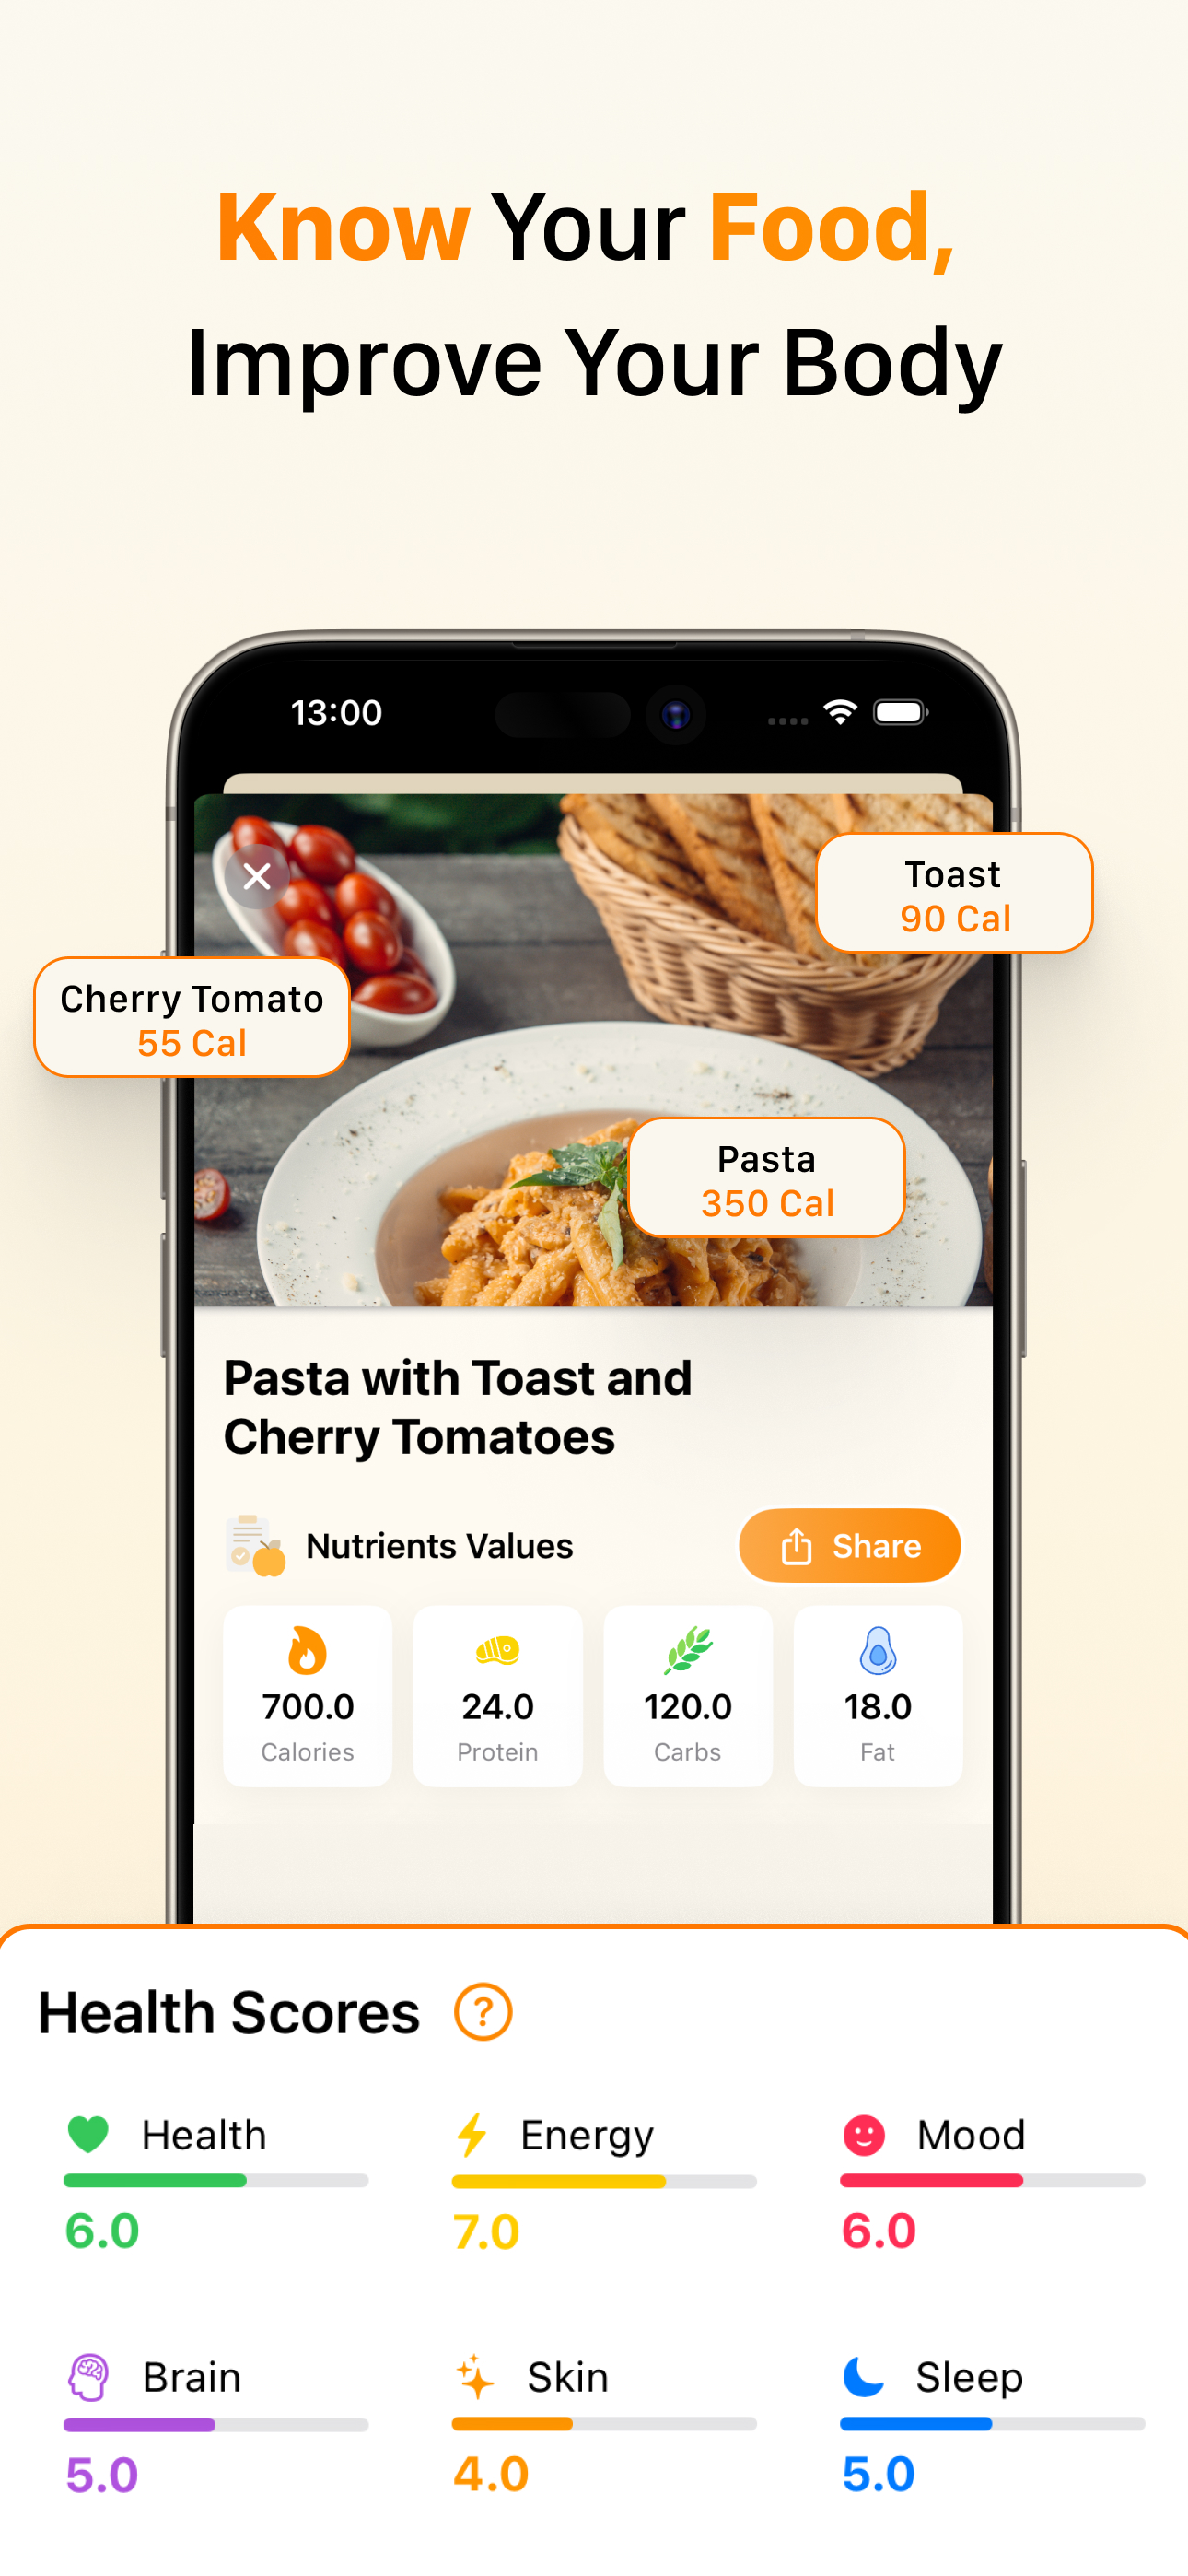 Know Your Food,
Improve Your Body
13:00
Toast
90 Cal
Cherry Tomato
55 Cal
Pasta
350 Cal
Pasta with Toast and
Cherry Tomatoes
Nutrients Values
Share
700.0
Calories
24.0
Protein
120.0
Carbs
18.0
Fat
Health Scores ?
Health
6.0
Energy
7.0
Mood
6.0
Brain
5.0
Skin
4.0
Sleep
5.0